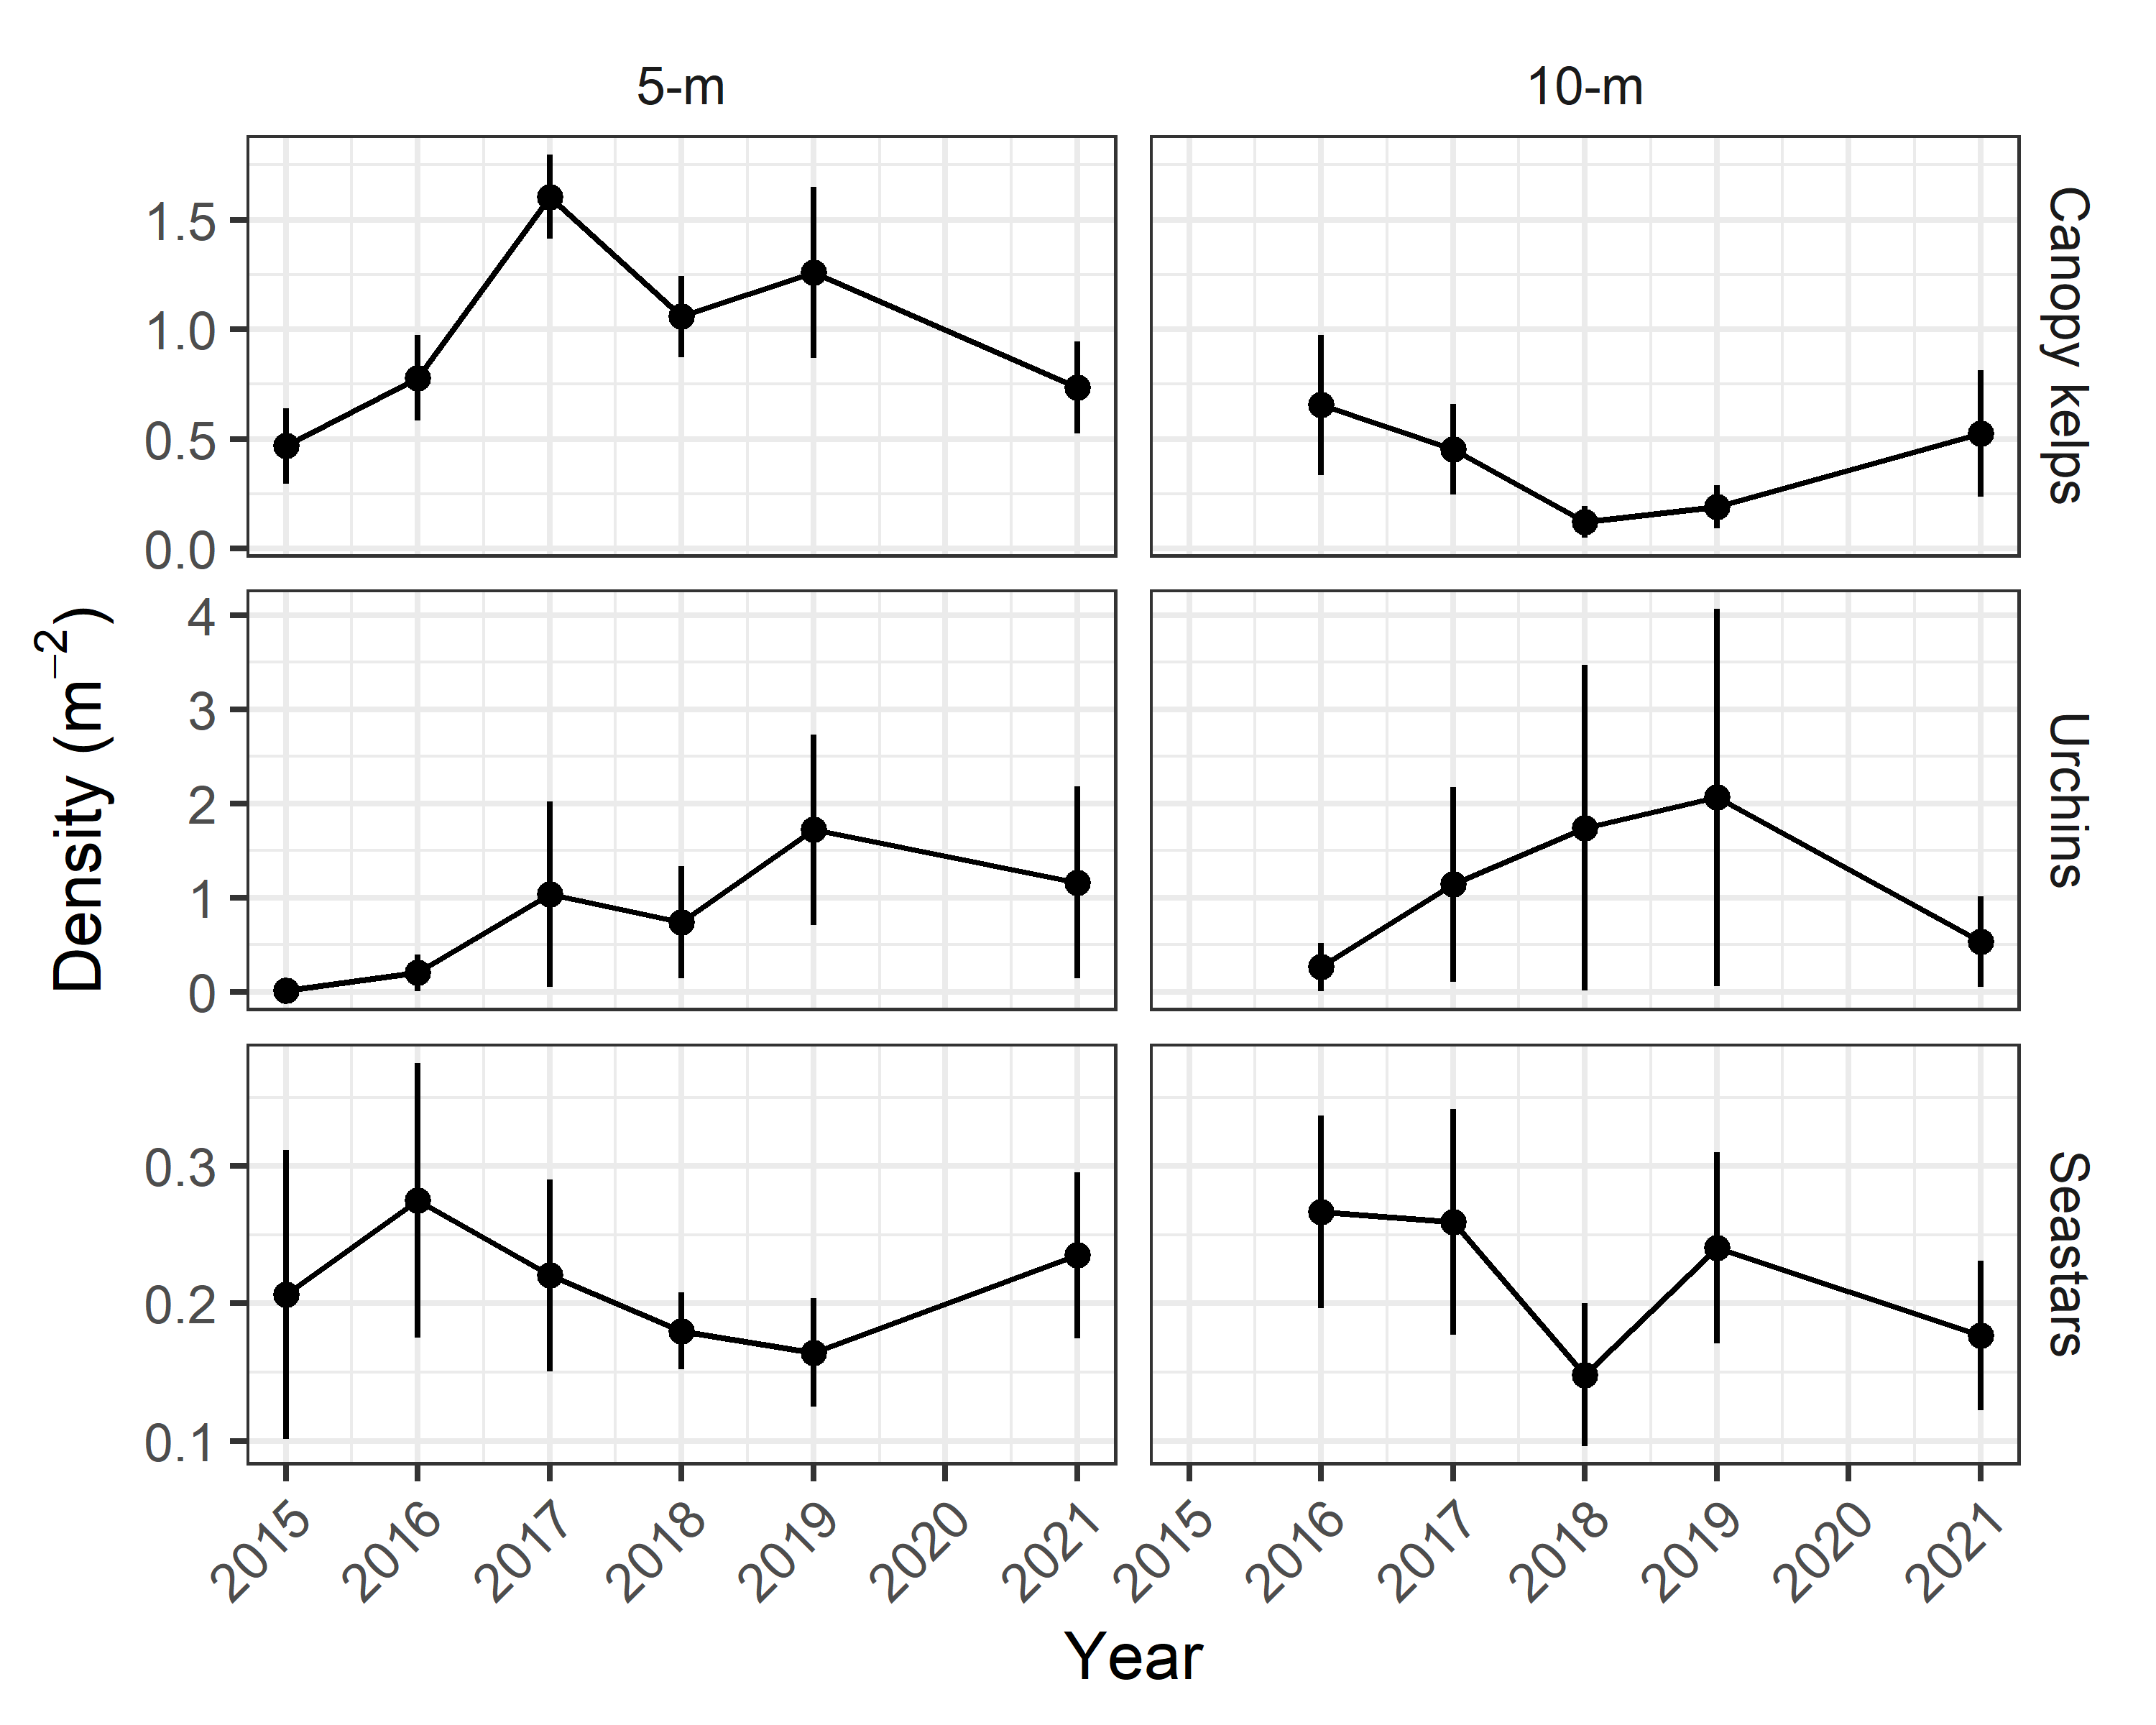 5-m
10-m
Canopy kelps
1.5
1.0
0.5
0.0
Urchins
4
3
2
1
0
Seastars
0.3
0.2
0.1
Density (m⁻²)
2015 2016 2017 2018 2019 2020 2021 2015 2016 2017 2018 2019 2020 2021
Year